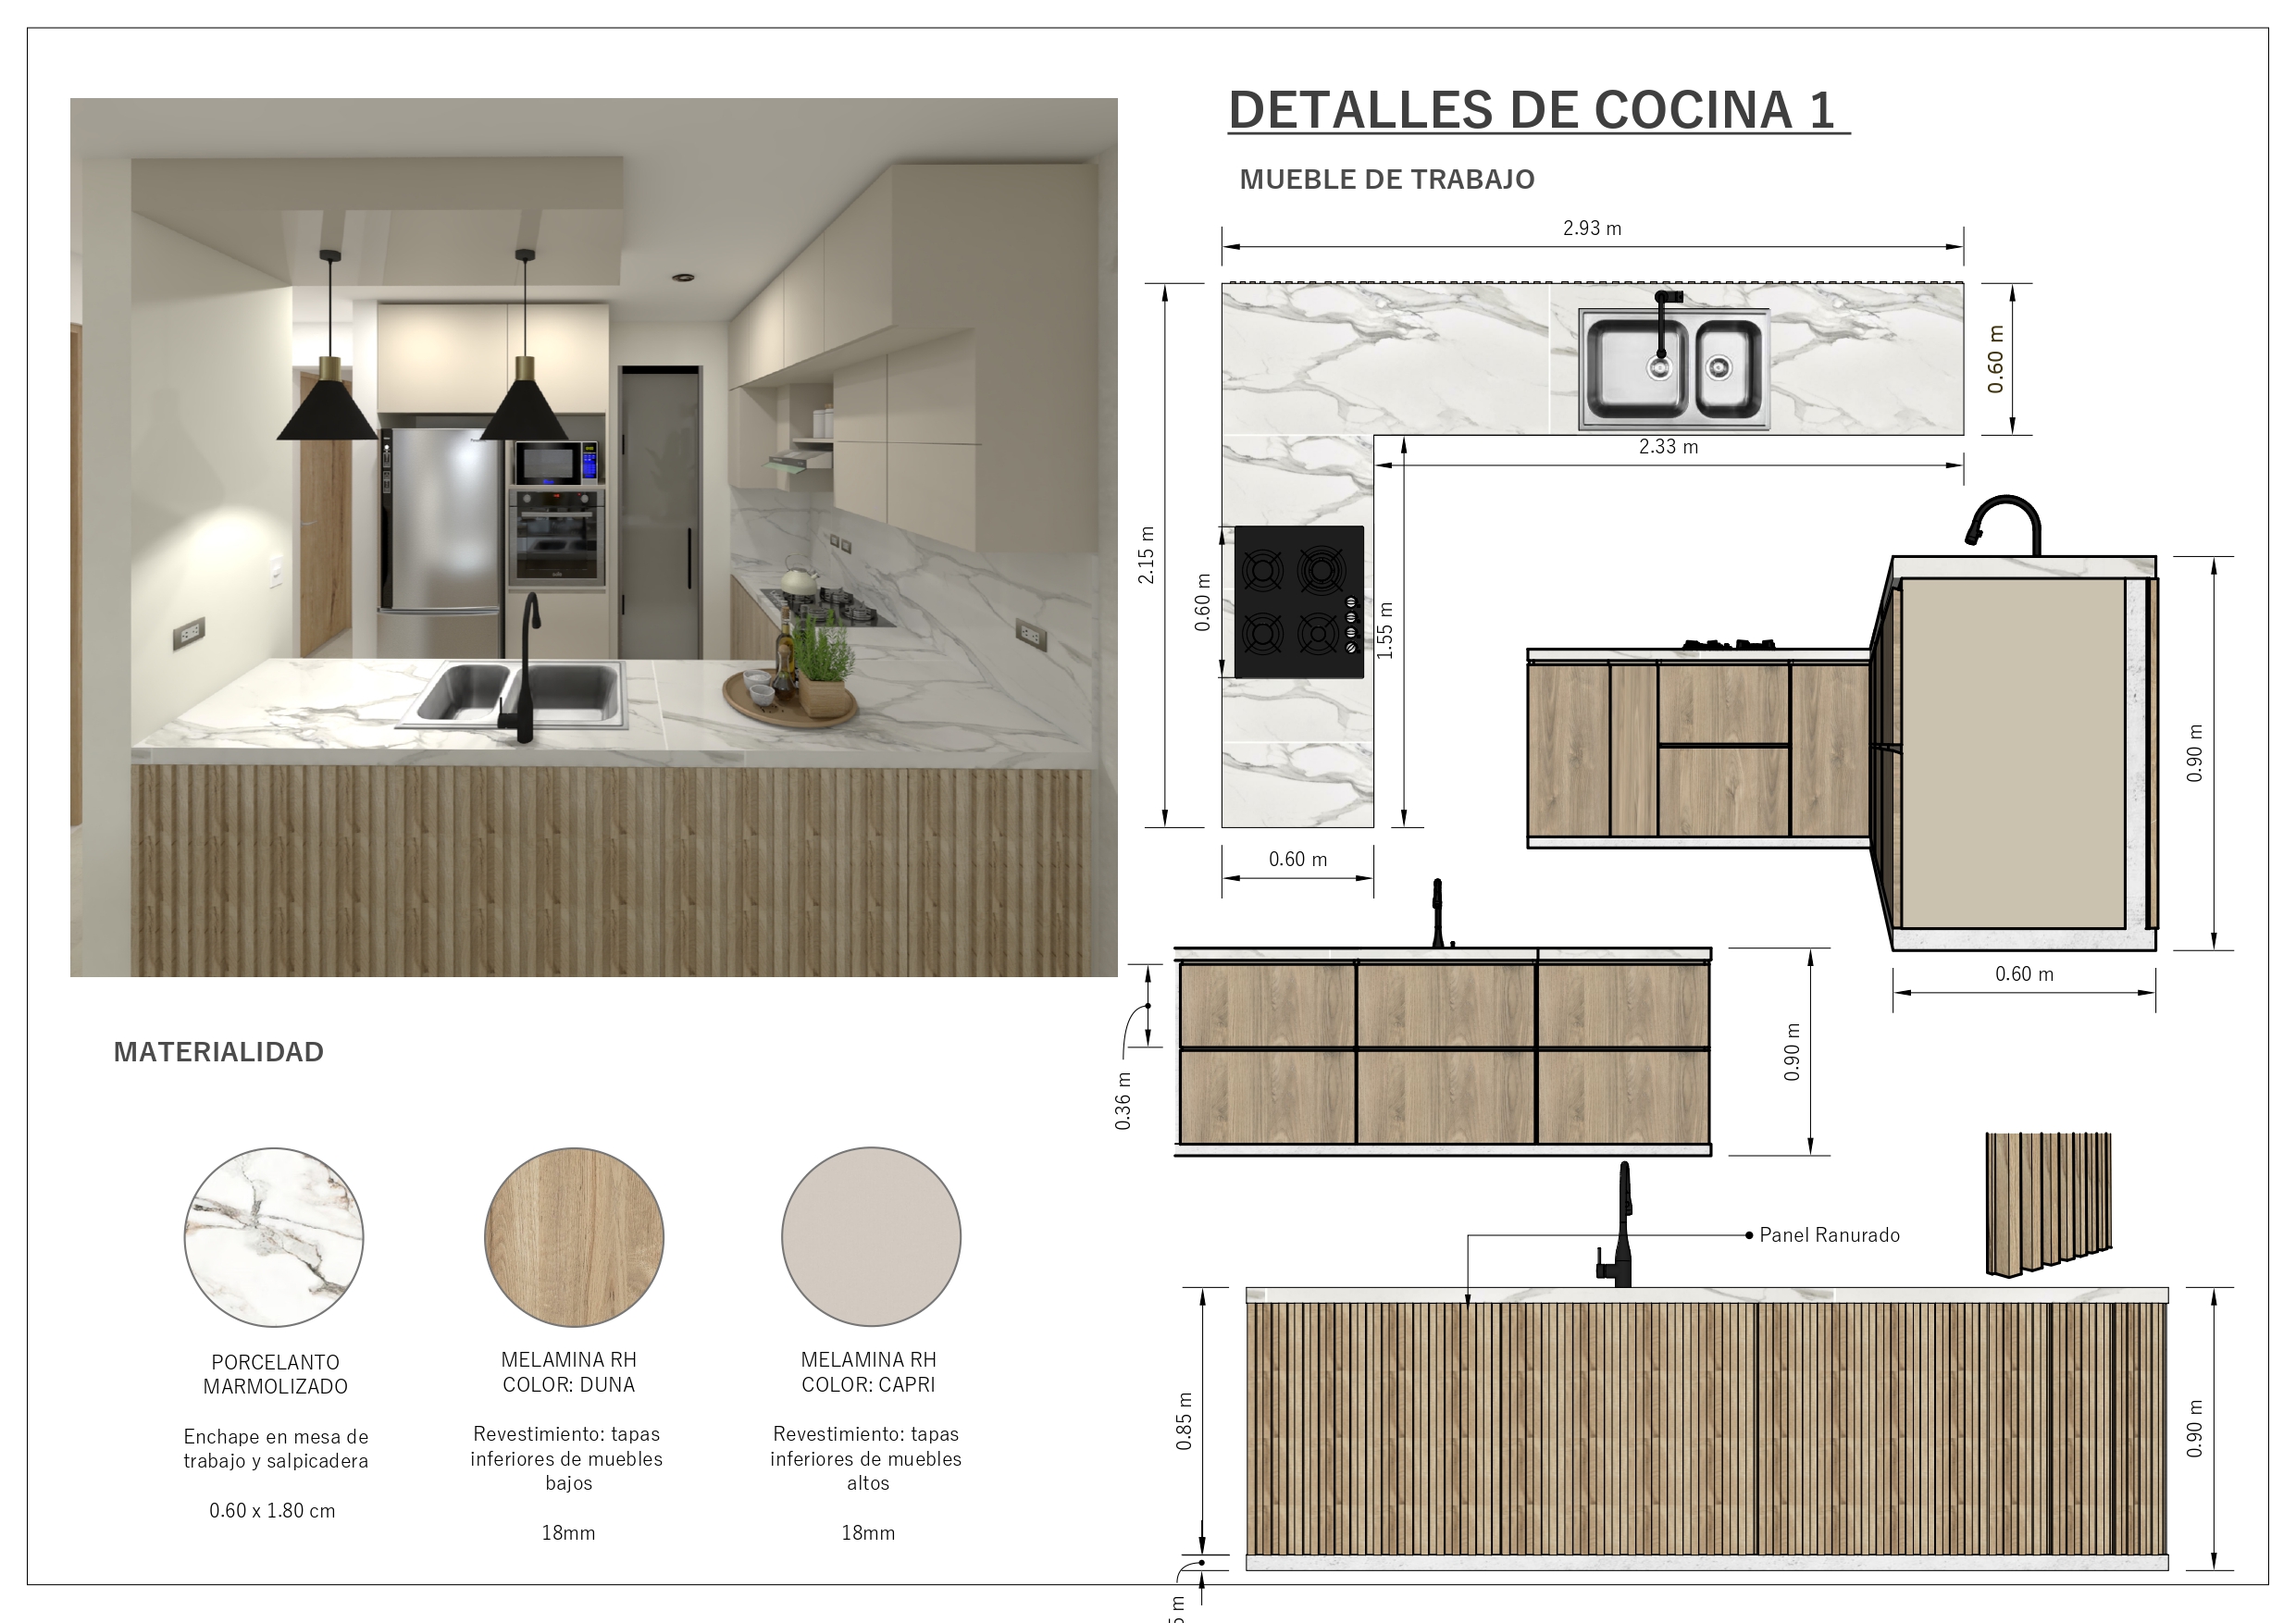 DETALLES DE COCINA 1
MUEBLE DE TRABAJO
2.93 m
2.15 m
0.60 m
0.60 m
2.33 m
1.55 m
0.60 m
0.90 m
0.60 m
0.36 m
0.90 m
Panel Ranurado
0.85 m
0.90 m
MATERIALIDAD
PORCELANTO
MARMOLIZADO
Enchape en mesa de
trabajo y salpicadera
0.60 x 1.80 cm
MELAMINA RH
COLOR: DUNA
Revestimiento: tapas
inferiores de muebles
bajos
18mm
MELAMINA RH
COLOR: CAPRI
Revestimiento: tapas
inferiores de muebles
altos
18mm